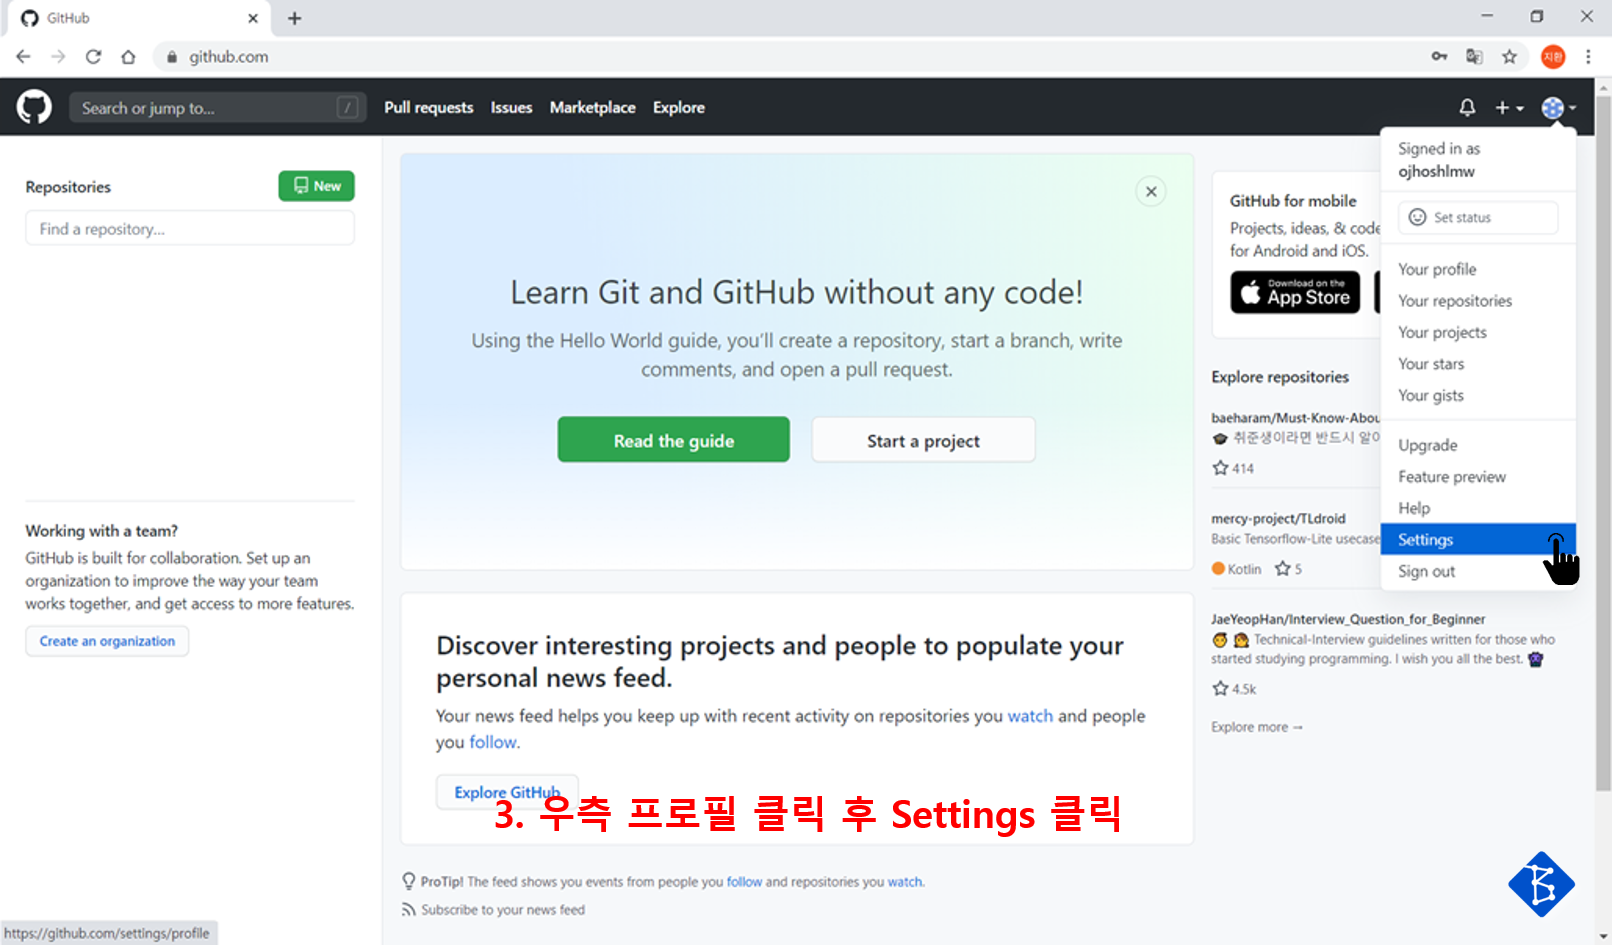 GitHub
github.com
지환
Search or jump to...
/
Pull requests
Issues
Marketplace
Explore
Repositories
New
Find a repository...
Working with a team?
GitHub is built for collaboration. Set up an
organization to improve the way your team
works together, and get access to more features.
Create an organization
Learn Git and GitHub without any code!
Using the Hello World guide, you'll create a repository, start a branch, write
comments, and open a pull request.
Read the guide
Start a project
Discover interesting projects and people to populate your
personal news feed.
Your news feed helps you keep up with recent activity on repositories you watch and people
you follow.
Explore GitHub
3. 우측 프로필 클릭 후 Settings 클릭
ProTip! The feed shows you events from people you follow and repositories you watch.
Subscribe to your news feed
GitHub for mobile
Projects, ideas, & code
for Android and iOS.
Download on the
App Store
Explore repositories
baeharam/Must-Know-Abou
취준생이라면 반드시 알아
414
mercy-project/TLdroid
Basic Tensorflow-Lite usecase
Kotlin
5
JaeYeopHan/Interview_Question_for_Beginner
Technical-Interview guidelines written for those who
started studying programming. I wish you all the best.
4.5k
Explore more →
Signed in as
ojhoshlmw
Set status
Your profile
Your repositories
Your projects
Your stars
Your gists
Upgrade
Feature preview
Help
Settings
Sign out
https://github.com/settings/profile